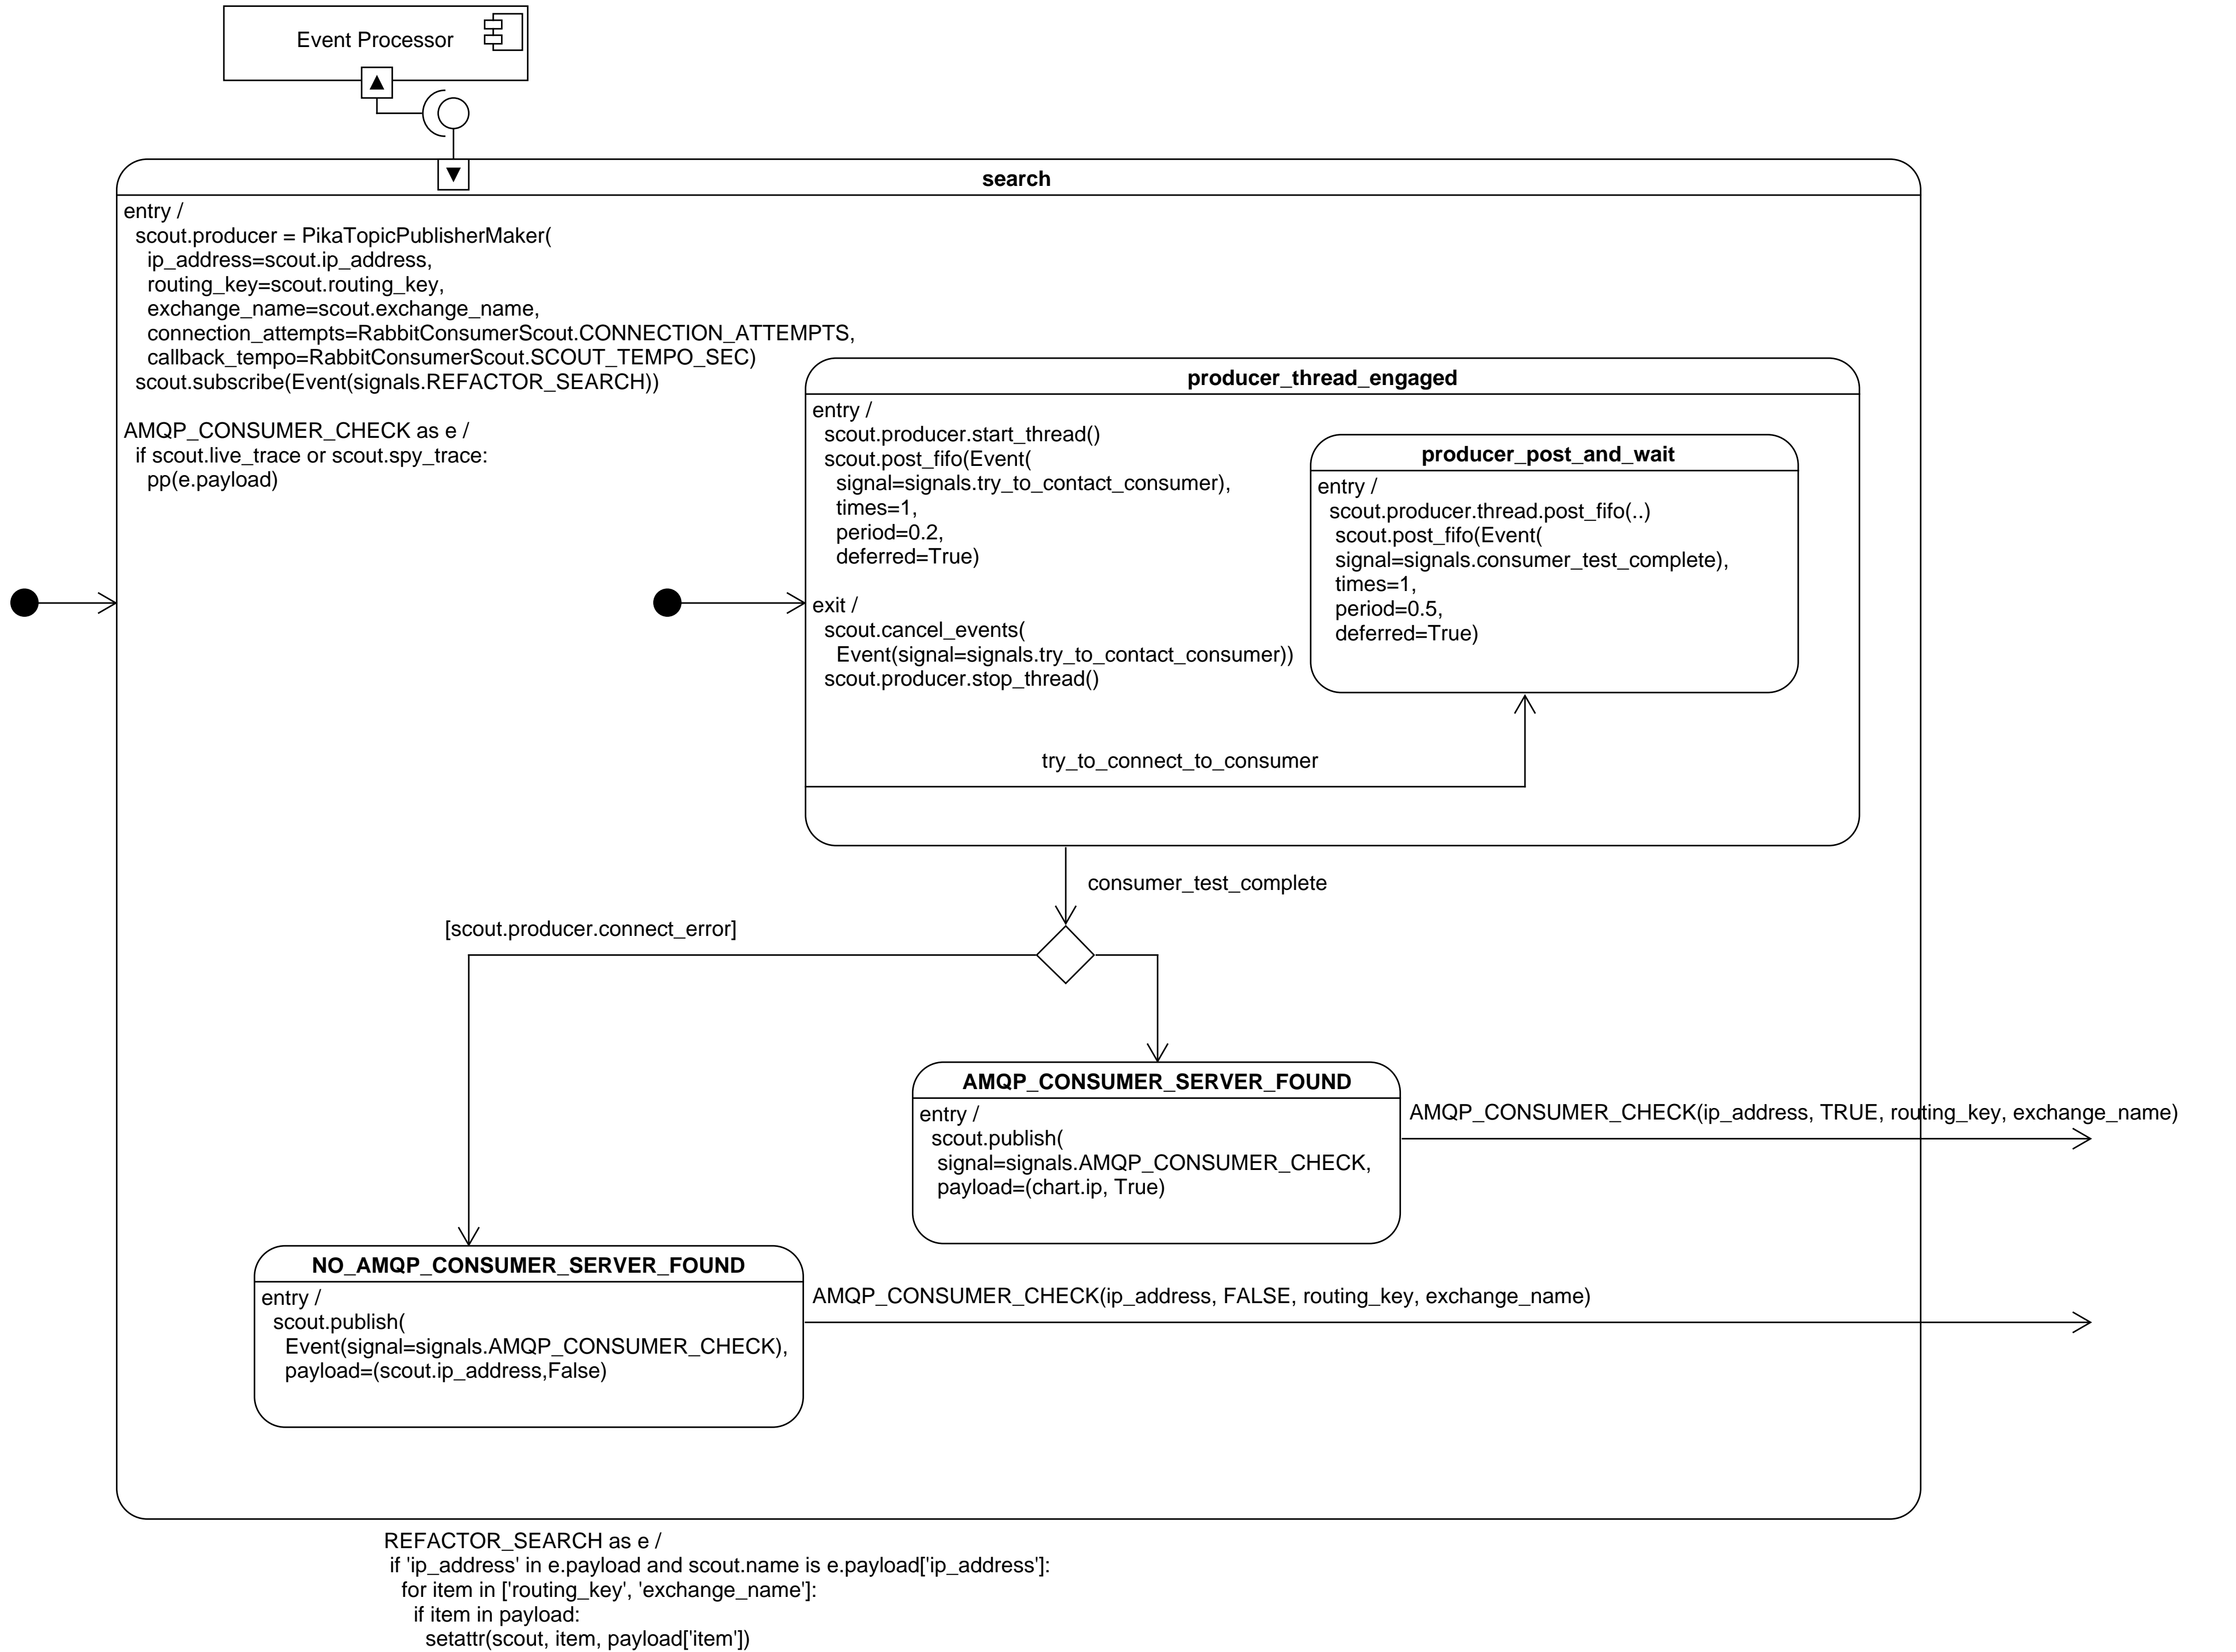 Event Processor
search
entry /
scout.producer = PikaTopicPublisherMaker(
ip_address=scout.ip_address,
routing_key=scout.routing_key,
exchange_name=scout.exchange_name,
connection_attempts=RabbitConsumerScout.CONNECTION_ATTEMPTS,
callback_tempo=RabbitConsumerScout.SCOUT_TEMPO_SEC)
scout.subscribe(Event(signals.REFACTOR_SEARCH))
AMQP_CONSUMER_CHECK as e /
if scout.live_trace or scout.spy_trace:
pp(e.payload)
producer_thread_engaged
entry /
scout.producer.start_thread()
scout.post_fifo(Event(
signal=signals.try_to_contact_consumer),
times=1,
period=0.2,
deferred=True)
exit /
scout.cancel_events(
Event(signal=signals.try_to_contact_consumer))
scout.producer.stop_thread()
producer_post_and_wait
entry /
scout.producer.thread.post_fifo(..)
scout.post_fifo(Event(
signal=signals.consumer_test_complete),
times=1,
period=0.5,
deferred=True)
try_to_connect_to_consumer
consumer_test_complete
[scout.producer.connect_error]
AMQP_CONSUMER_SERVER_FOUND
entry /
scout.publish(
signal=signals.AMQP_CONSUMER_CHECK,
payload=(chart.ip, True)
AMQP_CONSUMER_CHECK(ip_address, TRUE, routing_key, exchange_name)
NO_AMQP_CONSUMER_SERVER_FOUND
entry /
scout.publish(
Event(signal=signals.AMQP_CONSUMER_CHECK),
payload=(scout.ip_address,False)
AMQP_CONSUMER_CHECK(ip_address, FALSE, routing_key, exchange_name)
REFACTOR_SEARCH as e /
if 'ip_address' in e.payload and scout.name is e.payload['ip_address']:
for item in ['routing_key', 'exchange_name']:
if item in payload:
setattr(scout, item, payload['item'])